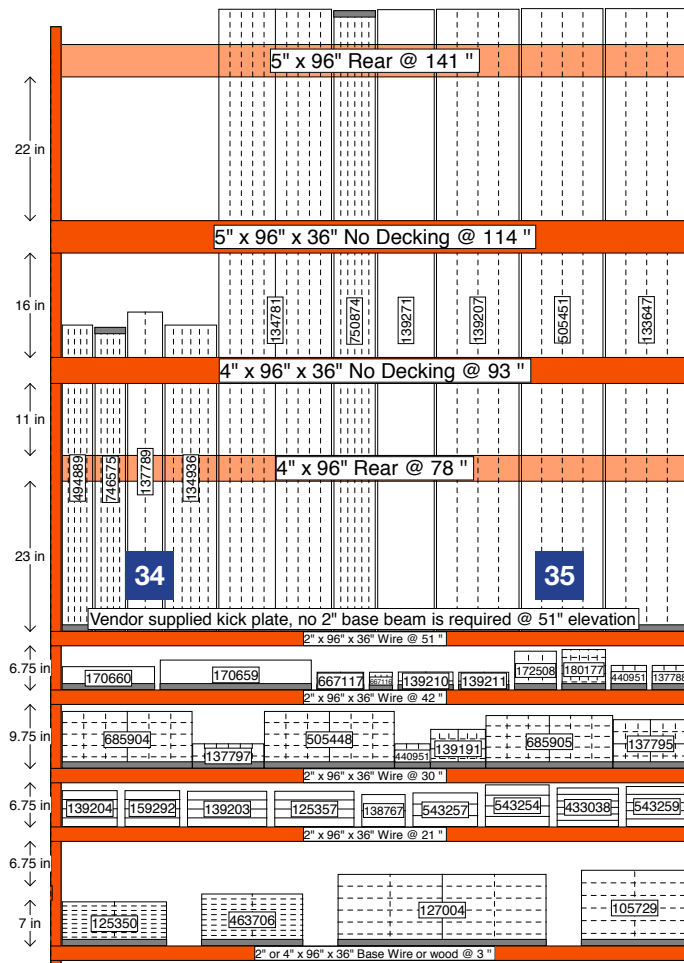 5" x 96" Rear @ 141 "
22 in
5" x 96" x 36" No Decking @ 114 "
16 in
134781
750874
139271
139207
505451
133647
4" x 96" x 36" No Decking @ 93 "
11 in
494889
746575
137789
134936
4" x 96" Rear @ 78 "
23 in
34
35
Vendor supplied kick plate, no 2" base beam is required @ 51" elevation
2" x 96" x 36" Wire @ 51 "
6.75 in
170660
170659
667117
667116
139210
139211
172508
180177
440951
137788
2" x 96" x 36" Wire @ 42 "
9.75 in
685904
137797
505448
440951
139191
685905
137795
2" x 96" x 36" Wire @ 30 "
6.75 in
139204
159292
139203
125357
138767
543257
543254
433038
543259
2" x 96" x 36" Wire @ 21 "
6.75 in
7 in
125350
463706
127004
105729
2" or 4" x 96" x 36" Base Wire or wood @ 3 "